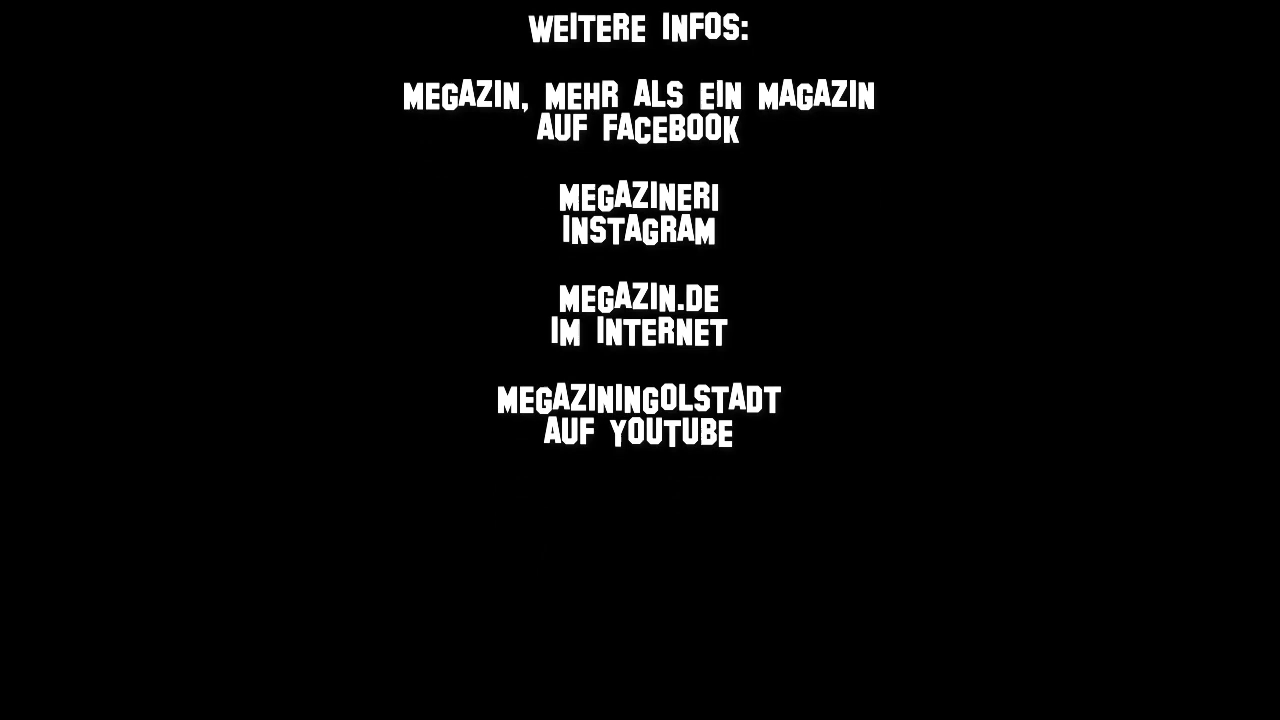 WEITERE INFOS:
MEGAZIN, MEHR ALS EIN MAGAZIN
AUF FACEBOOK
MEGAZINERI
INSTAGRAM
MEGAZIN.DE
IM INTERNET
MEGAZININGOLSTADT
AUF YOUTUBE